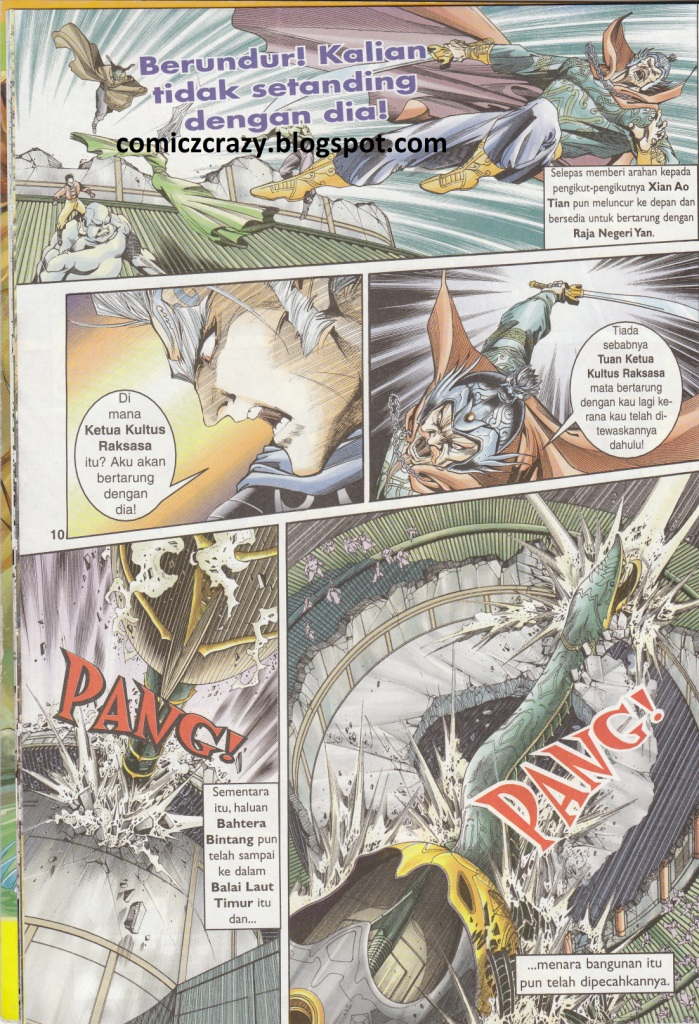 Berundur! Kalian
tidak setanding
dengan dia!
comiczcrazy.blogspot.com
Selepas memberi arahan kepada
pengikut-pengikutnya Xian Ao
Tian pun meluncur ke depan dan
bersedia untuk bertarung dengan
Raja Negeri Yan.
Di
mana
Ketua Kultus
Raksasa
itu? Aku akan
bertarung
dengan
dia!
Tiada
sebabnya
Tuan Ketua
Kultus Raksasa
mata bertarung
dengan kau lagi ke-
rana kau telah di-
tewaskannya
dahulu!
10
PANG!
Sementara
itu, haluan
Bahtera
Bintang pun
telah sampai
ke dalam
Balai Laut
Timur itu
dan...
PANG!
...menara bangunan itu
pun telah dipecahkannya.